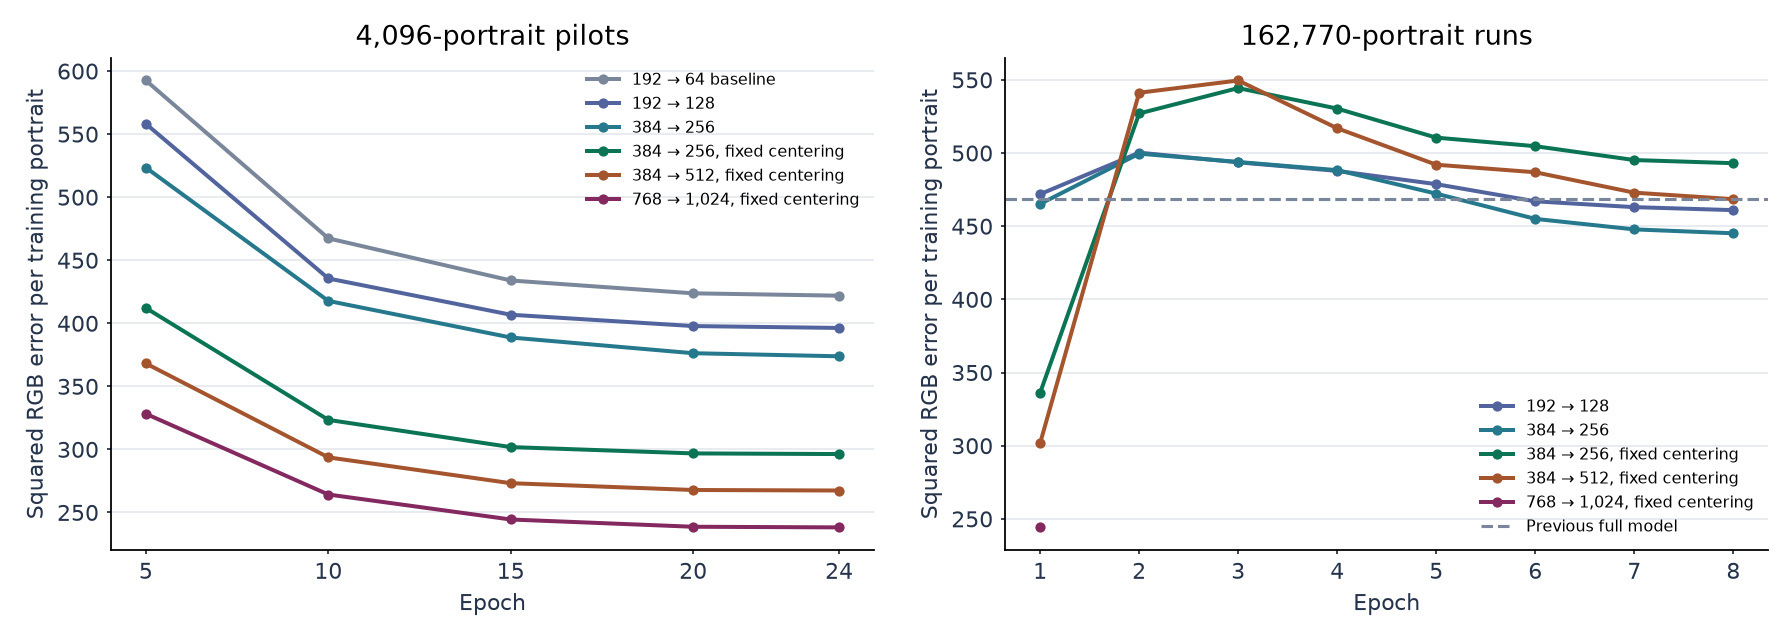 4,096-portrait pilots
Squared RGB error per training portrait
600
550
500
450
400
350
300
250
192 → 64 baseline
192 → 128
384 → 256
384 → 256, fixed centering
384 → 512, fixed centering
768 → 1,024, fixed centering
5 10 15 20 24
Epoch
162,770-portrait runs
Squared RGB error per training portrait
550
500
450
400
350
300
250
192 → 128
384 → 256
384 → 256, fixed centering
384 → 512, fixed centering
768 → 1,024, fixed centering
Previous full model
1 2 3 4 5 6 7 8
Epoch